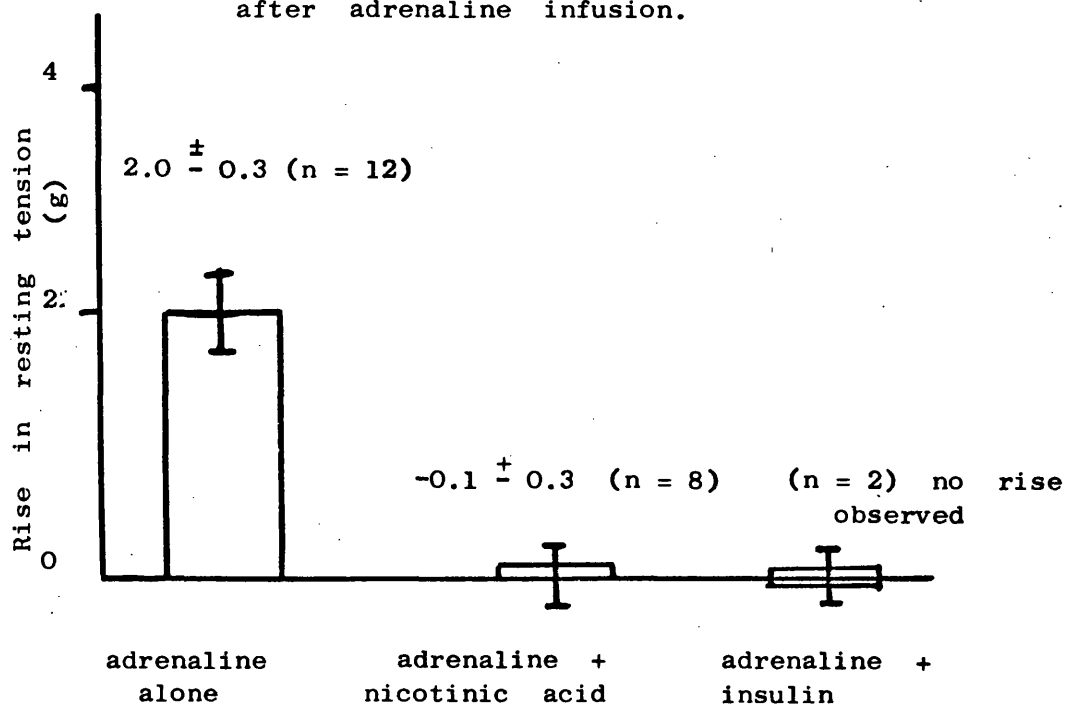 after adrenaline infusion.
4
2.0 ± 0.3 (n = 12)
2
Rise in resting tension
(g)
-0.1 ± 0.3 (n = 8)
(n = 2) no rise
observed
0
adrenaline
alone
adrenaline +
nicotinic acid
adrenaline +
insulin